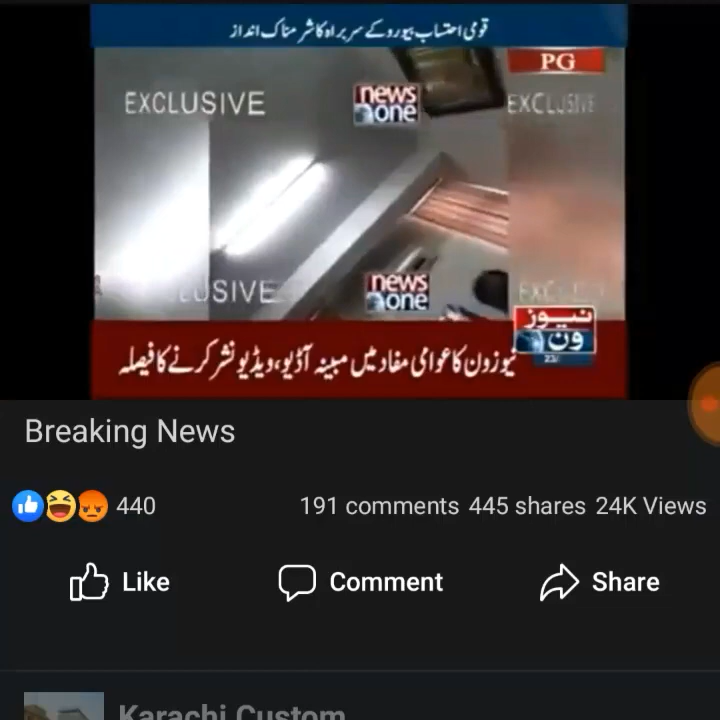 قومی احتساب بیورو کے سربراہ کا شرمناک انداز
PG
EXCLUSIVE
news one
EXCLUSIVE
news one
نیوز ون
نیوز ون کا عوامی مفاد میں مبینہ آڈیو، ویڈیو نشر کرنے کا فیصلہ
Breaking News
440
191 comments 445 shares 24K Views
Like Comment Share
Karachi Custom